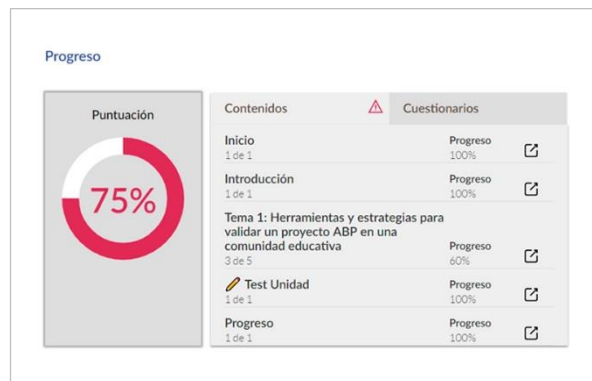 Progreso
Puntuación
75%
Contenidos
Cuestionarios
Inicio
1 de 1
Progreso
100%
Introducción
1 de 1
Progreso
100%
Tema 1: Herramientas y estrategias para
validar un proyecto ABP en una
comunidad educativa
3 de 5
Progreso
60%
Test Unidad
1 de 1
Progreso
100%
Progreso
1 de 1
Progreso
100%